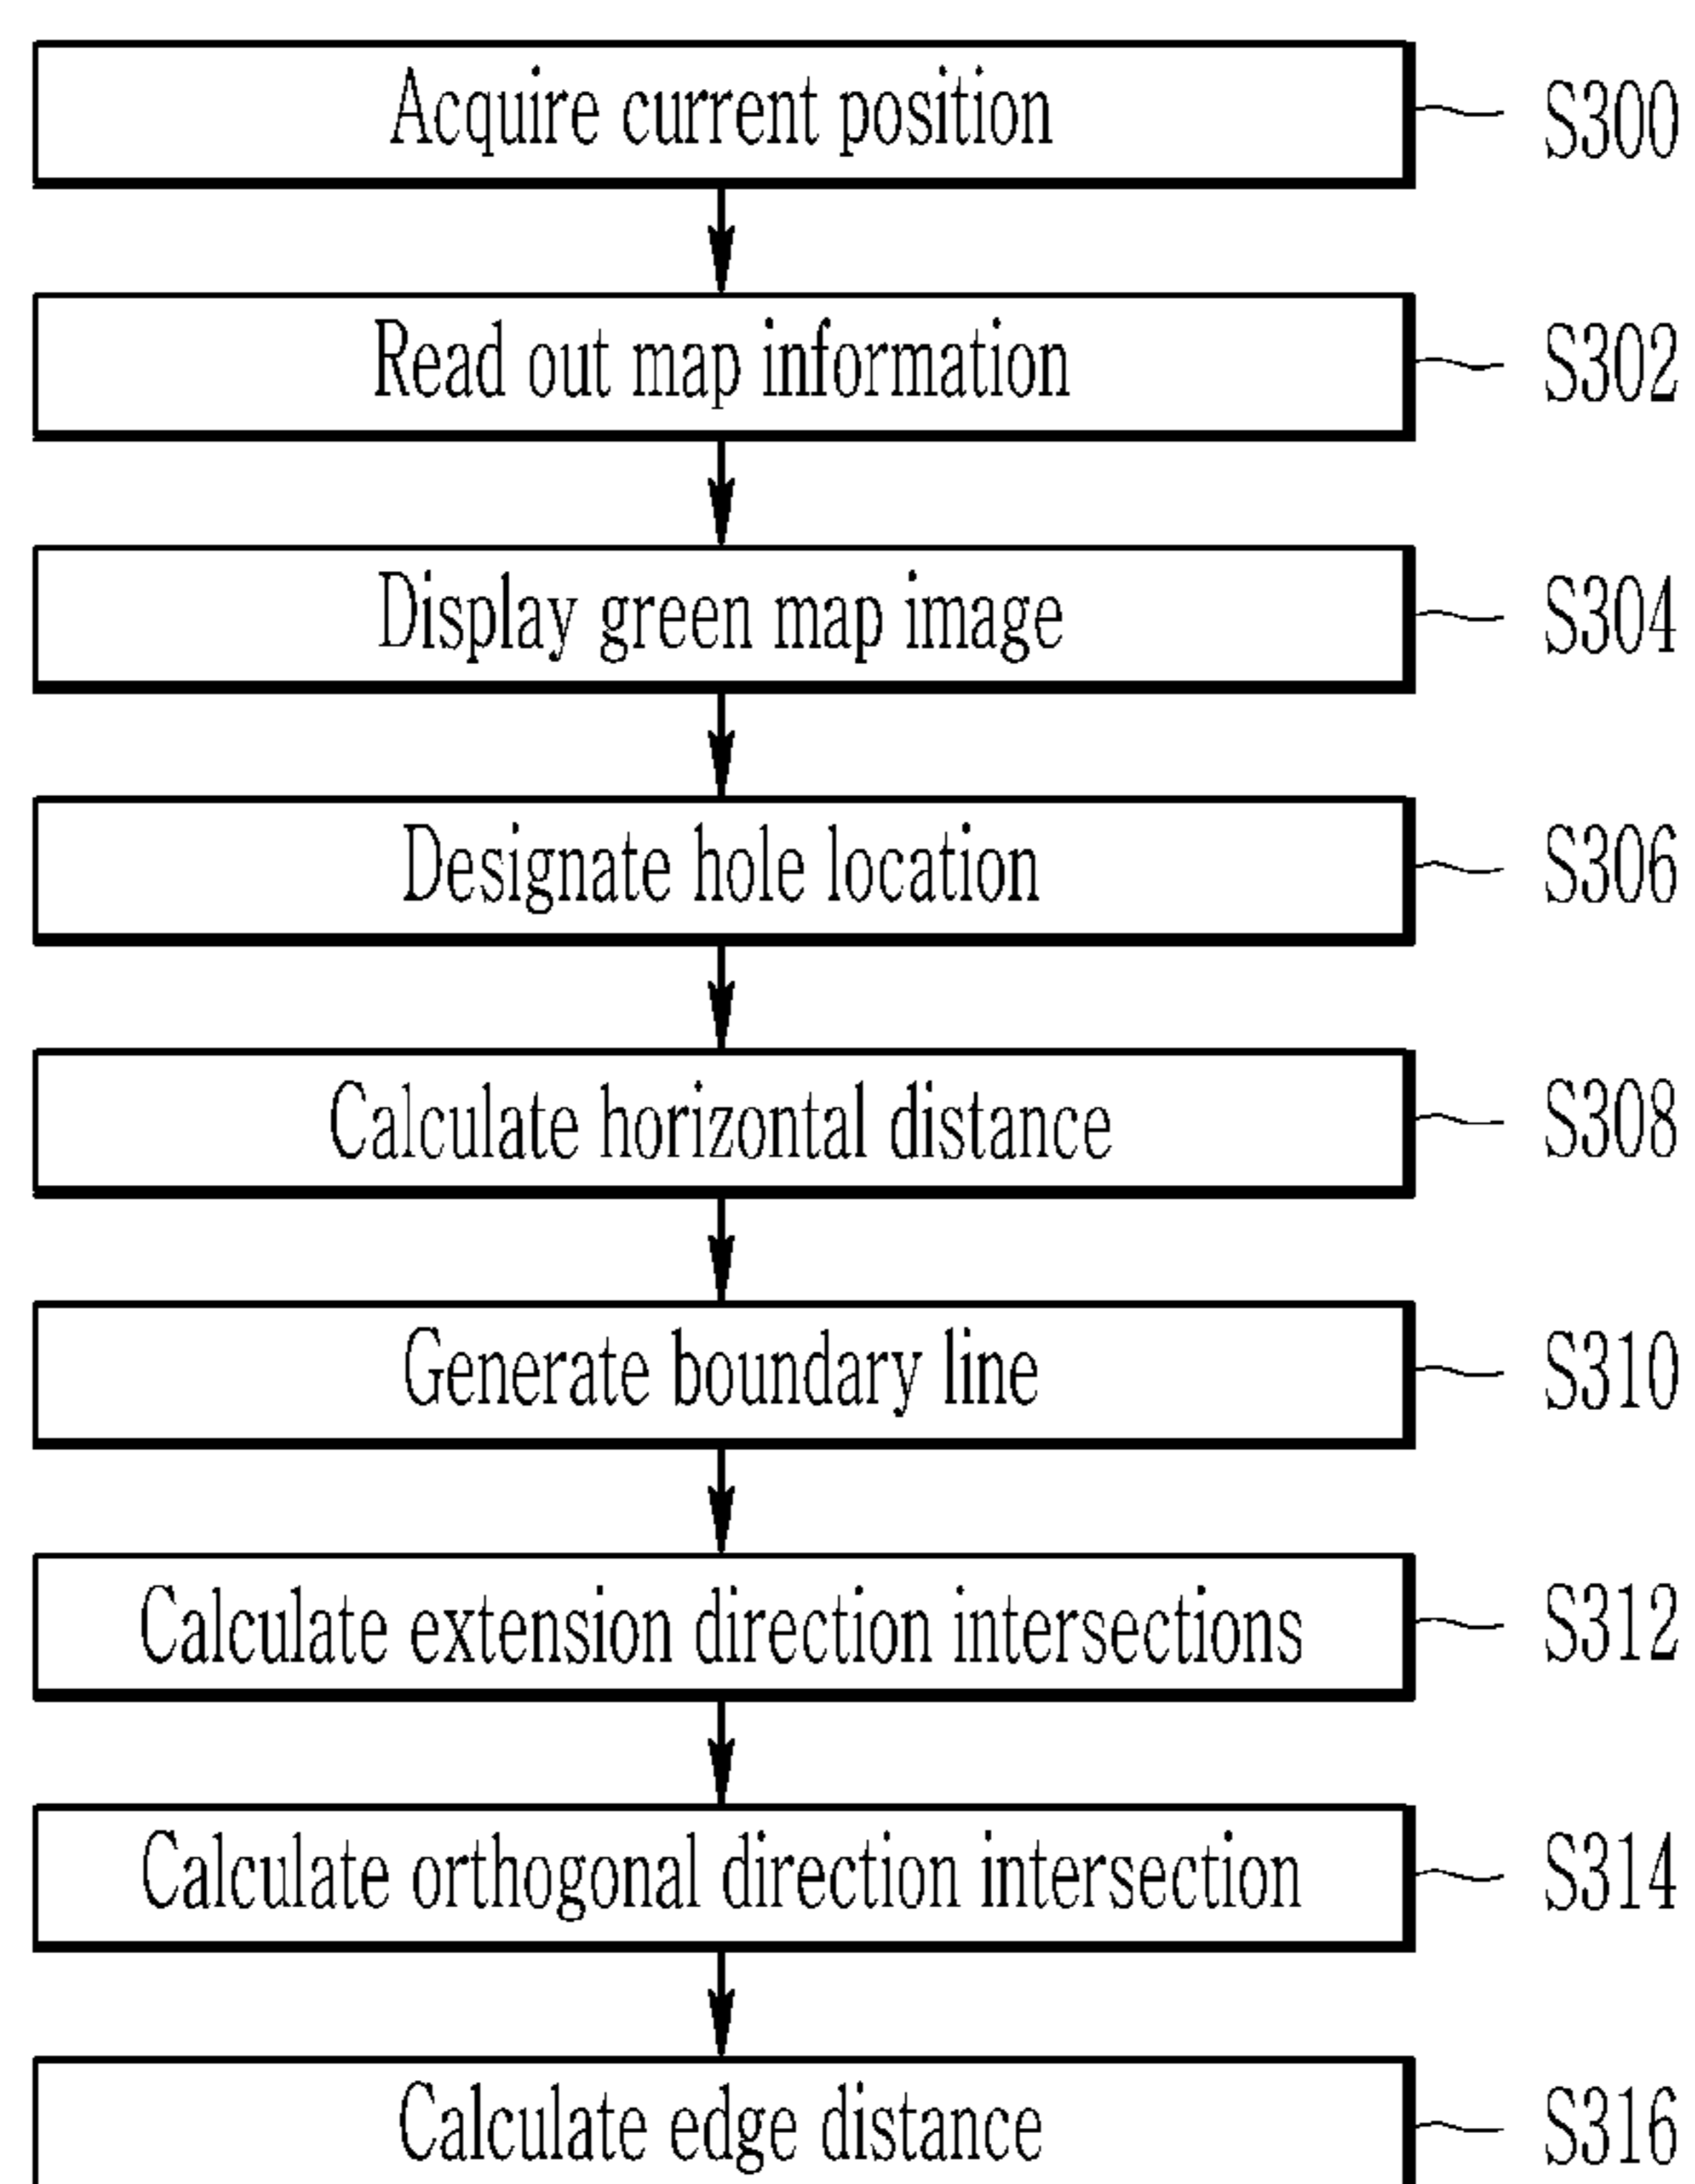 Acquire current position S300
Read out map information S302
Display green map image S304
Designate hole location S306
Calculate horizontal distance S308
Generate boundary line S310
Calculate extension direction intersections S312
Calculate orthogonal direction intersection S314
Calculate edge distance S316